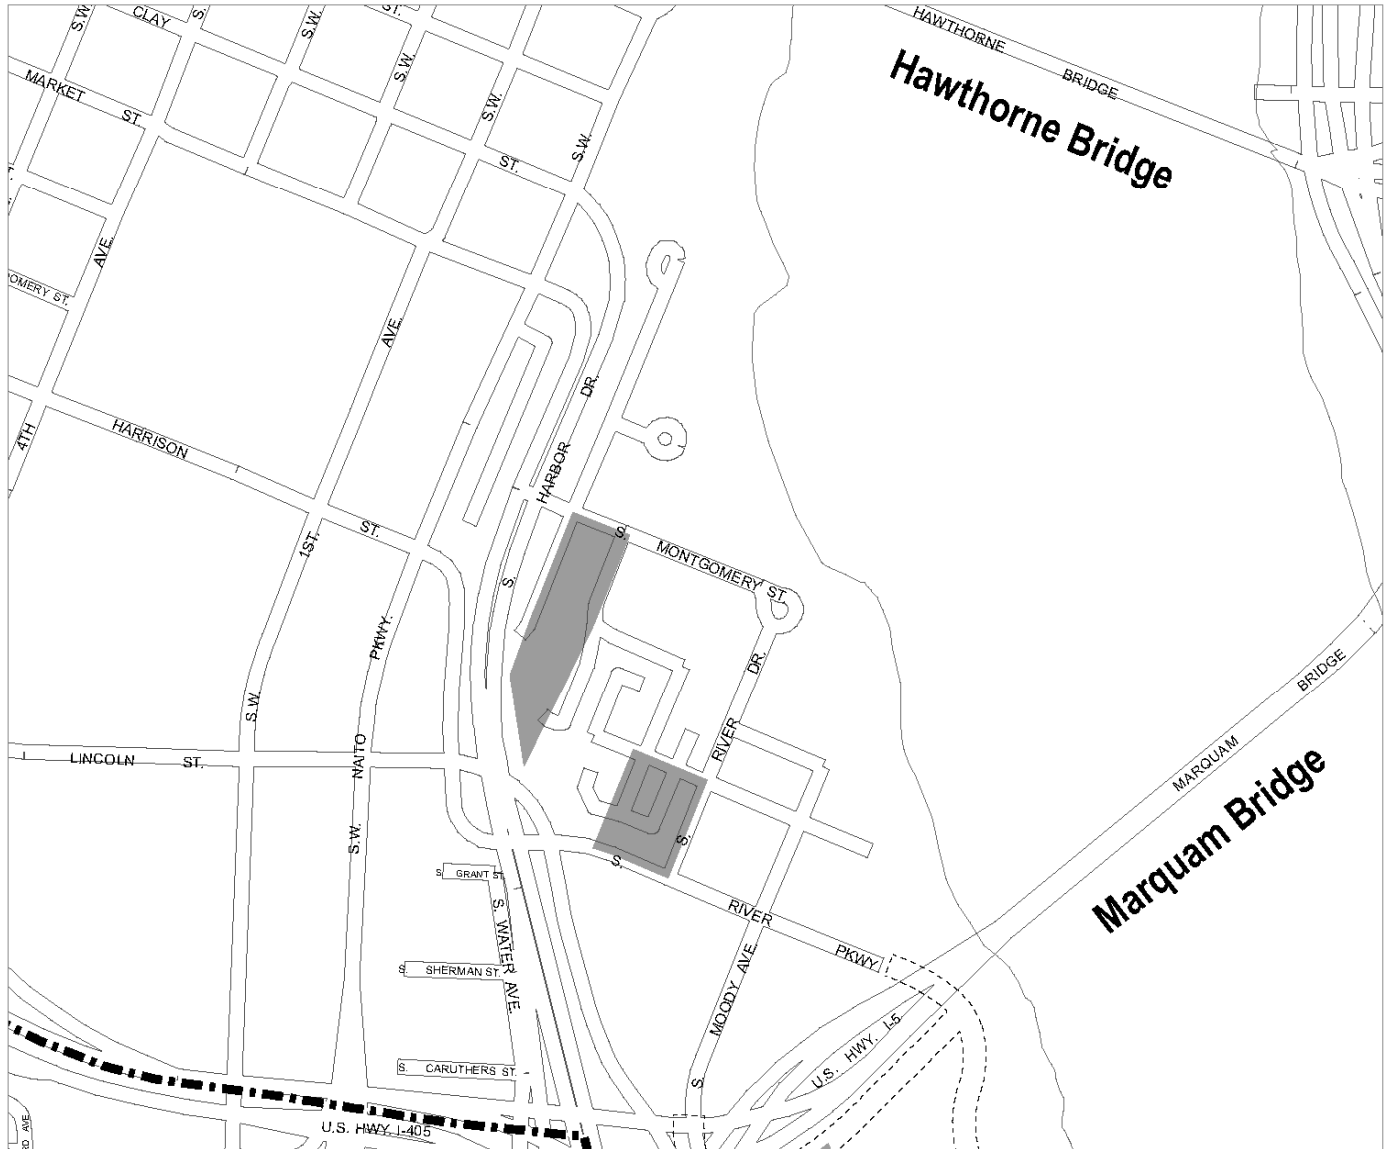 S.W.
CLAY
S.
S.W.
ST.
S.W.
HAWTHORNE
BRIDGE
Hawthorne Bridge
MARKET
ST.
S.W.
S.W.
ST.
AVE.
OMERY ST.
AVE.
DR.
4TH
HARRISON
HARBOR
ST.
1ST.
S.
S.
MONTGOMERY
ST.
PKWY.
DR.
S.W.
RIVER
BRIDGE
LINCOLN
ST.
NAITO
MARQUAM
Marquam Bridge
S.W.
S.
S.
S. GRANT ST.
S. WATER AVE.
RIVER
PKWY
S. SHERMAN ST.
MOODY AVE.
U.S. HWY. I-5
S. CARUTHERS ST.
S
U.S. HWY. I-405
RD AVE